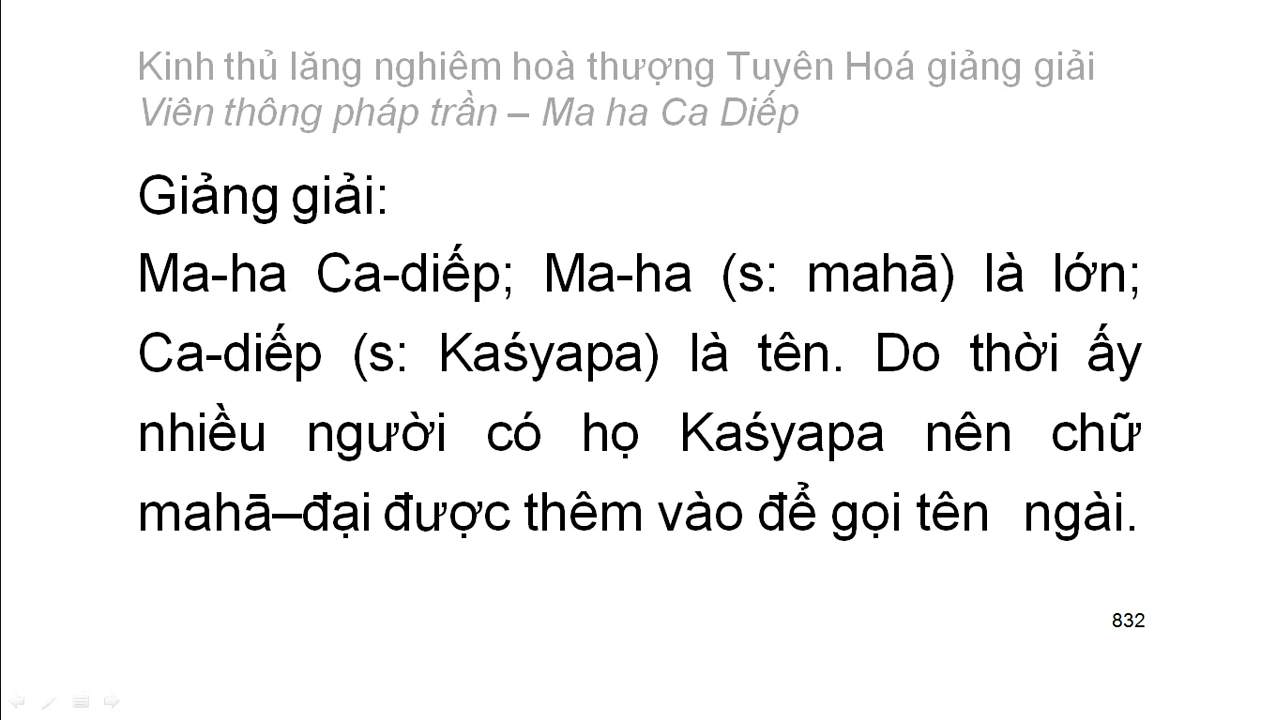 Kinh thủ lăng nghiêm hoà thượng Tuyên Hoá giảng giải
Viên thông pháp trần – Ma ha Ca Diếp
Giảng giải:
Ma-ha Ca-diếp; Ma-ha (s: mahā) là lớn;
Ca-diếp (s: Kaśyapa) là tên. Do thời ấy
nhiều người có họ Kaśyapa nên chữ
mahā–đại được thêm vào để gọi tên ngài.
832